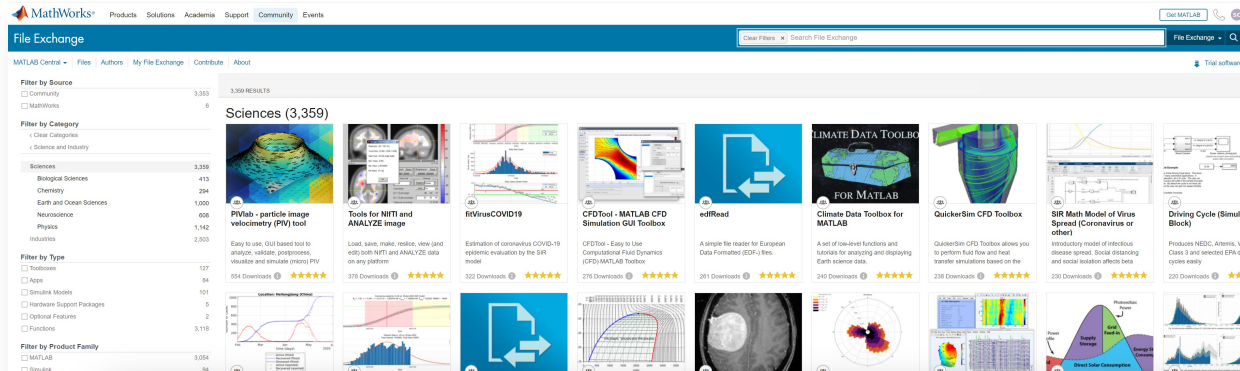 MathWorks®
Products Solutions Academia Support Community Events
Get MATLAB
File Exchange
Clear Filters × Search File Exchange
File Exchange
MATLAB Central Files Authors My File Exchange Contribute About
Trial software
Filter by Source
Community 3,353
MathWorks 6
Filter by Category
‹ Clear Categories
‹ Science and Industry
Sciences 3,359
Biological Sciences 413
Chemistry 294
Earth and Ocean Sciences 1,000
Neuroscience 608
Physics 1,142
Industries 2,503
Filter by Type
Toolboxes 127
Apps 84
Simulink Models 101
Hardware Support Packages 5
Optional Features 2
Functions 3,118
Filter by Product Family
MATLAB 3,054
Simulink 94
3,359 RESULTS
Sciences (3,359)
PIVlab - particle image
velocimetry (PIV) tool
Easy to use, GUI based tool to
analyze, validate, postprocess,
visualize and simulate (micro) PIV
554 Downloads
Tools for NIfTI and
ANALYZE image
Load, save, make, reslice, view (and
edit) both NIfTI and ANALYZE data
on any platform
378 Downloads
fitVirusCOVID19
Estimation of coronavirus COVID-19
epidemic evaluation by the SIR
model
322 Downloads
CFDTool - MATLAB CFD
Simulation GUI Toolbox
CFDTool - Easy to Use
Computational Fluid Dynamics
(CFD) MATLAB Toolbox
276 Downloads
edfRead
A simple file reader for European
Data Formatted (EDF-) files.
261 Downloads
CLIMATE DATA TOOLBO
FOR MATLAB
Climate Data Toolbox for
MATLAB
A set of low-level functions and
tutorials for analyzing and displaying
Earth science data.
240 Downloads
QuickerSim CFD Toolbox
QuickerSim CFD Toolbox allows you
to perform fluid flow and heat
transfer simulations based on the
236 Downloads
SIR Math Model of Virus
Spread (Coronavirus or
other)
Introductory model of infectious
disease spread. Social distancing
and social isolation affects beta
230 Downloads
Driving Cycle (Simul
Block)
Produces NEDC, Artemis, W
Class 3 and selected EPA d
cycles easily
220 Downloads
Photovoltaic
Power
Grid
Feed-in
Supply
Storage
Direct Solar Consumption